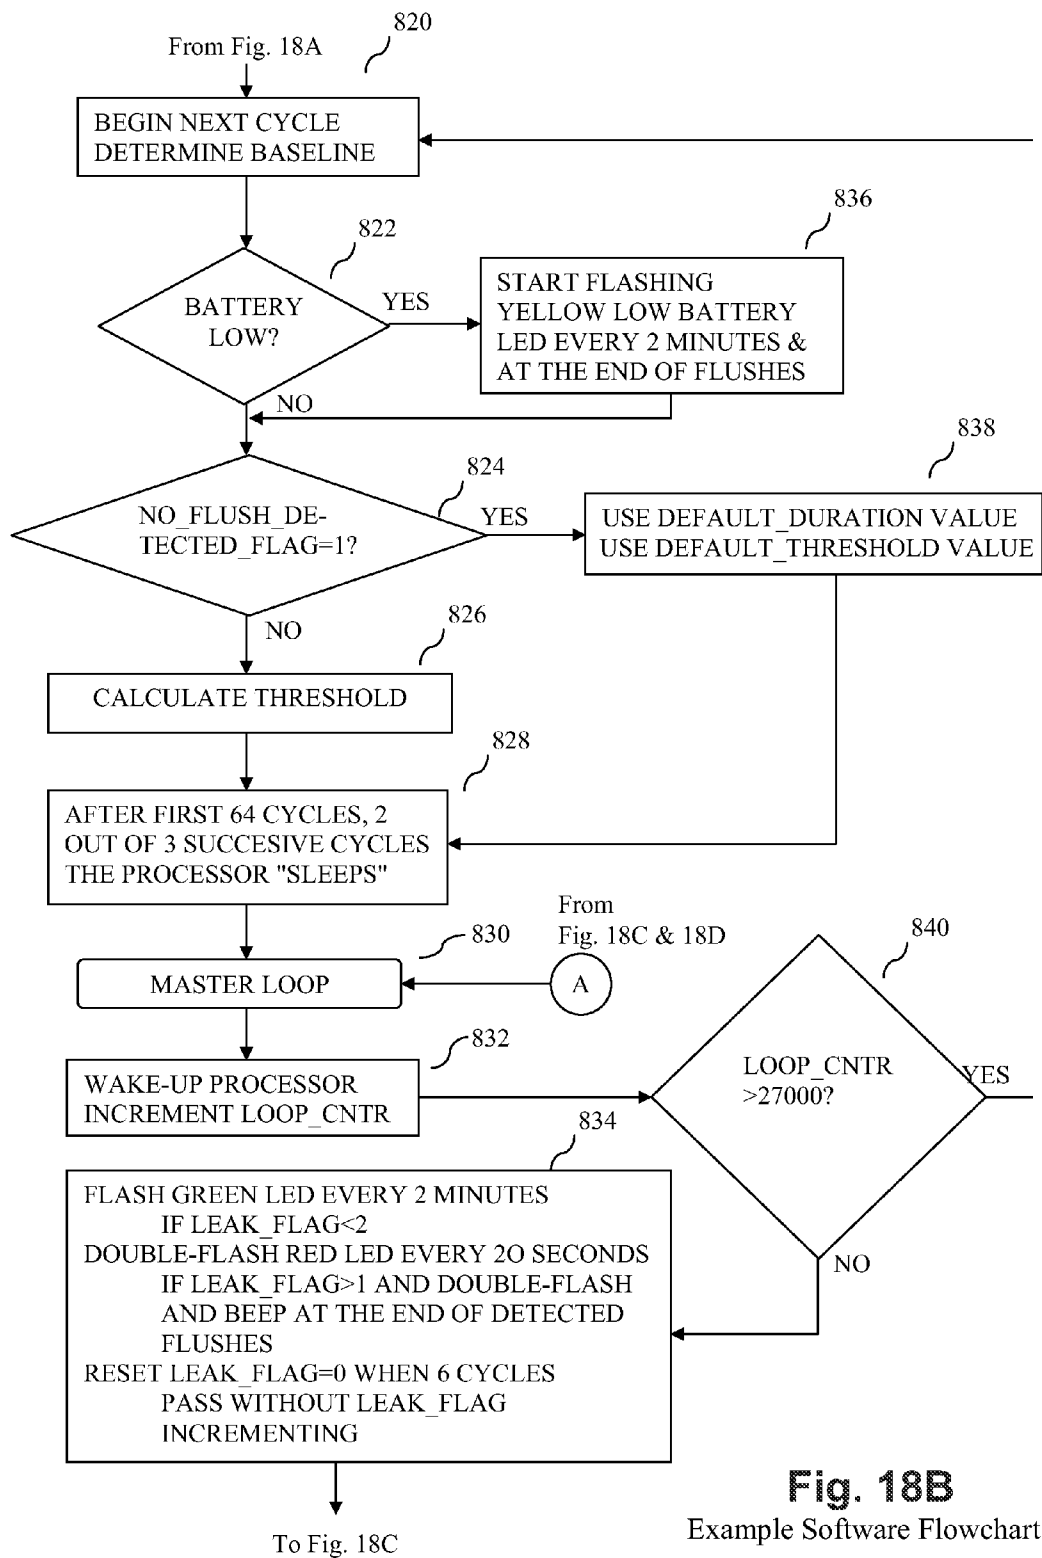 820
From Fig. 18A
BEGIN NEXT CYCLE
DETERMINE BASELINE
822
BATTERY
LOW?
YES
NO
836
START FLASHING
YELLOW LOW BATTERY
LED EVERY 2 MINUTES &
AT THE END OF FLUSHES
824
NO_FLUSH_DE-
TECTED_FLAG=1?
YES
NO
838
USE DEFAULT_DURATION VALUE
USE DEFAULT_THRESHOLD VALUE
826
CALCULATE THRESHOLD
828
AFTER FIRST 64 CYCLES, 2
OUT OF 3 SUCCESIVE CYCLES
THE PROCESSOR "SLEEPS"
830
MASTER LOOP
From
Fig. 18C & 18D
A
832
WAKE-UP PROCESSOR
INCREMENT LOOP_CNTR
840
LOOP_CNTR
>27000?
YES
NO
834
FLASH GREEN LED EVERY 2 MINUTES
IF LEAK_FLAG<2
DOUBLE-FLASH RED LED EVERY 2O SECONDS
IF LEAK_FLAG>1 AND DOUBLE-FLASH
AND BEEP AT THE END OF DETECTED
FLUSHES
RESET LEAK_FLAG=0 WHEN 6 CYCLES
PASS WITHOUT LEAK_FLAG
INCREMENTING
To Fig. 18C
Fig. 18B
Example Software Flowchart